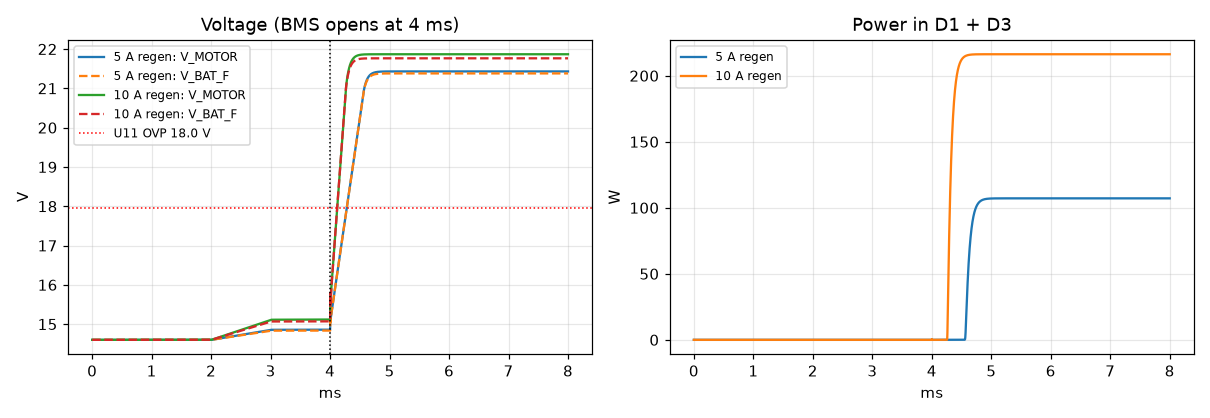 Voltage (BMS opens at 4 ms)
5 A regen: V_MOTOR
5 A regen: V_BAT_F
10 A regen: V_MOTOR
10 A regen: V_BAT_F
U11 OVP 18.0 V
22
21
20
19
18
17
16
15
V
0 1 2 3 4 5 6 7 8
ms
Power in D1 + D3
5 A regen
10 A regen
200
150
100
50
0
W
0 1 2 3 4 5 6 7 8
ms